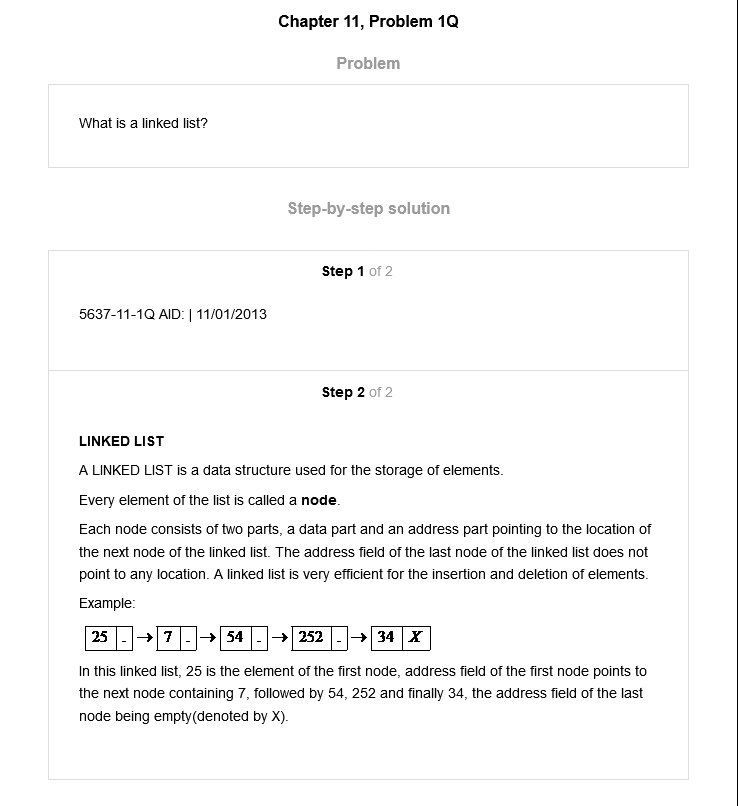 Chapter 11, Problem 1Q
Problem
What is a linked list?
Step-by-step solution
Step 1 of 2
5637-11-1Q AID: | 11/01/2013
Step 2 of 2
LINKED LIST
A LINKED LIST is a data structure used for the storage of elements.
Every element of the list is called a node.
Each node consists of two parts, a data part and an address part pointing to the location of
the next node of the linked list. The address field of the last node of the linked list does not
point to any location. A linked list is very efficient for the insertion and deletion of elements.
Example:
25 - → 7 - → 54 - → 252 - → 34 X
In this linked list, 25 is the element of the first node, address field of the first node points to
the next node containing 7, followed by 54, 252 and finally 34, the address field of the last
node being empty(denoted by X).